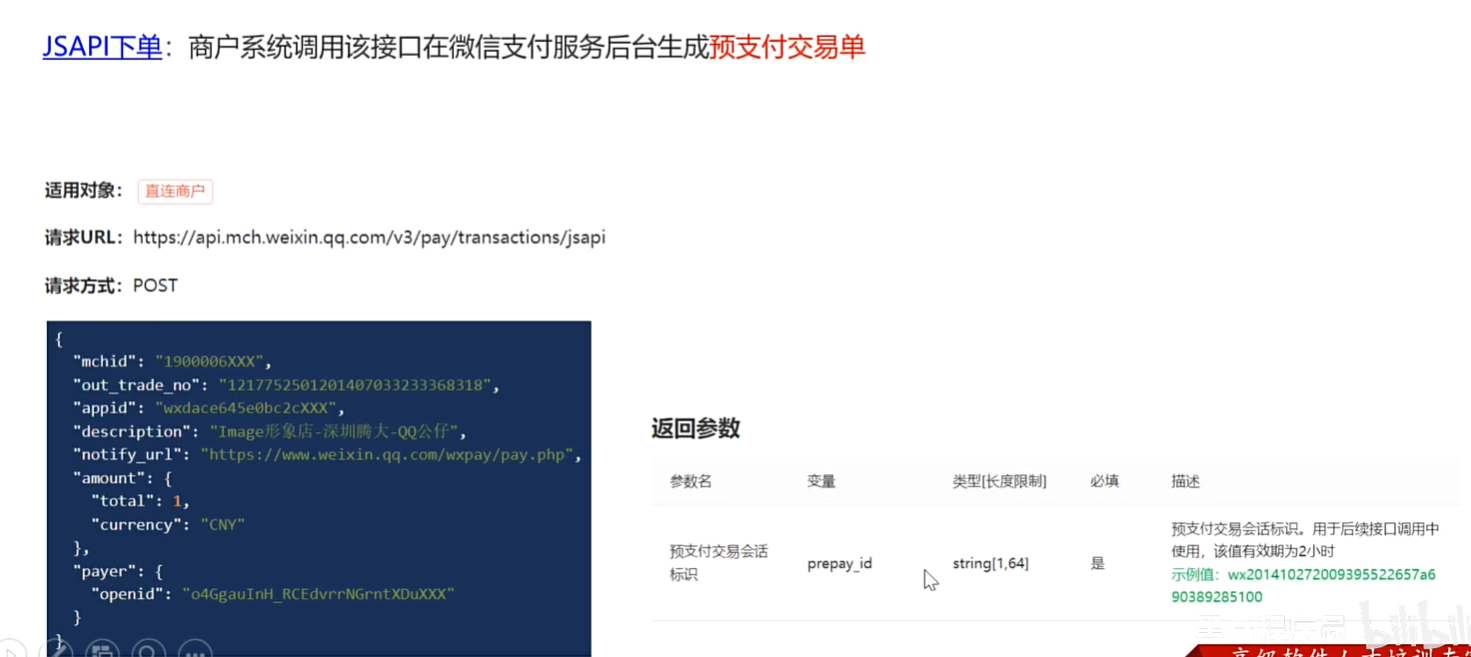 JSAPI下单：商户系统调用该接口在微信支付服务后台生成预支付交易单
适用对象： 直连商户
请求URL：https://api.mch.weixin.qq.com/v3/pay/transactions/jsapi
请求方式：POST
{
"mchid": "1900006XXX",
"out_trade_no": "1217752501201407033233368318",
"appid": "wxdace645e0bc2cXXX",
"description": "Image形象店-深圳腾大-QQ公仔",
"notify_url": "https://www.weixin.qq.com/wxpay/pay.php",
"amount": {
"total": 1,
"currency": "CNY"
},
"payer": {
"openid": "o4GgauInH_RCEdvrrNGrntXDuXXX"
}
}
返回参数
参数名 变量 类型[长度限制] 必填 描述
预支付交易会话
标识
prepay_id
string[1,64]
是
预支付交易会话标识。用于后续接口调用中
使用，该值有效期为2小时
示例值：wx201410272009395522657a6
90389285100
bilibili